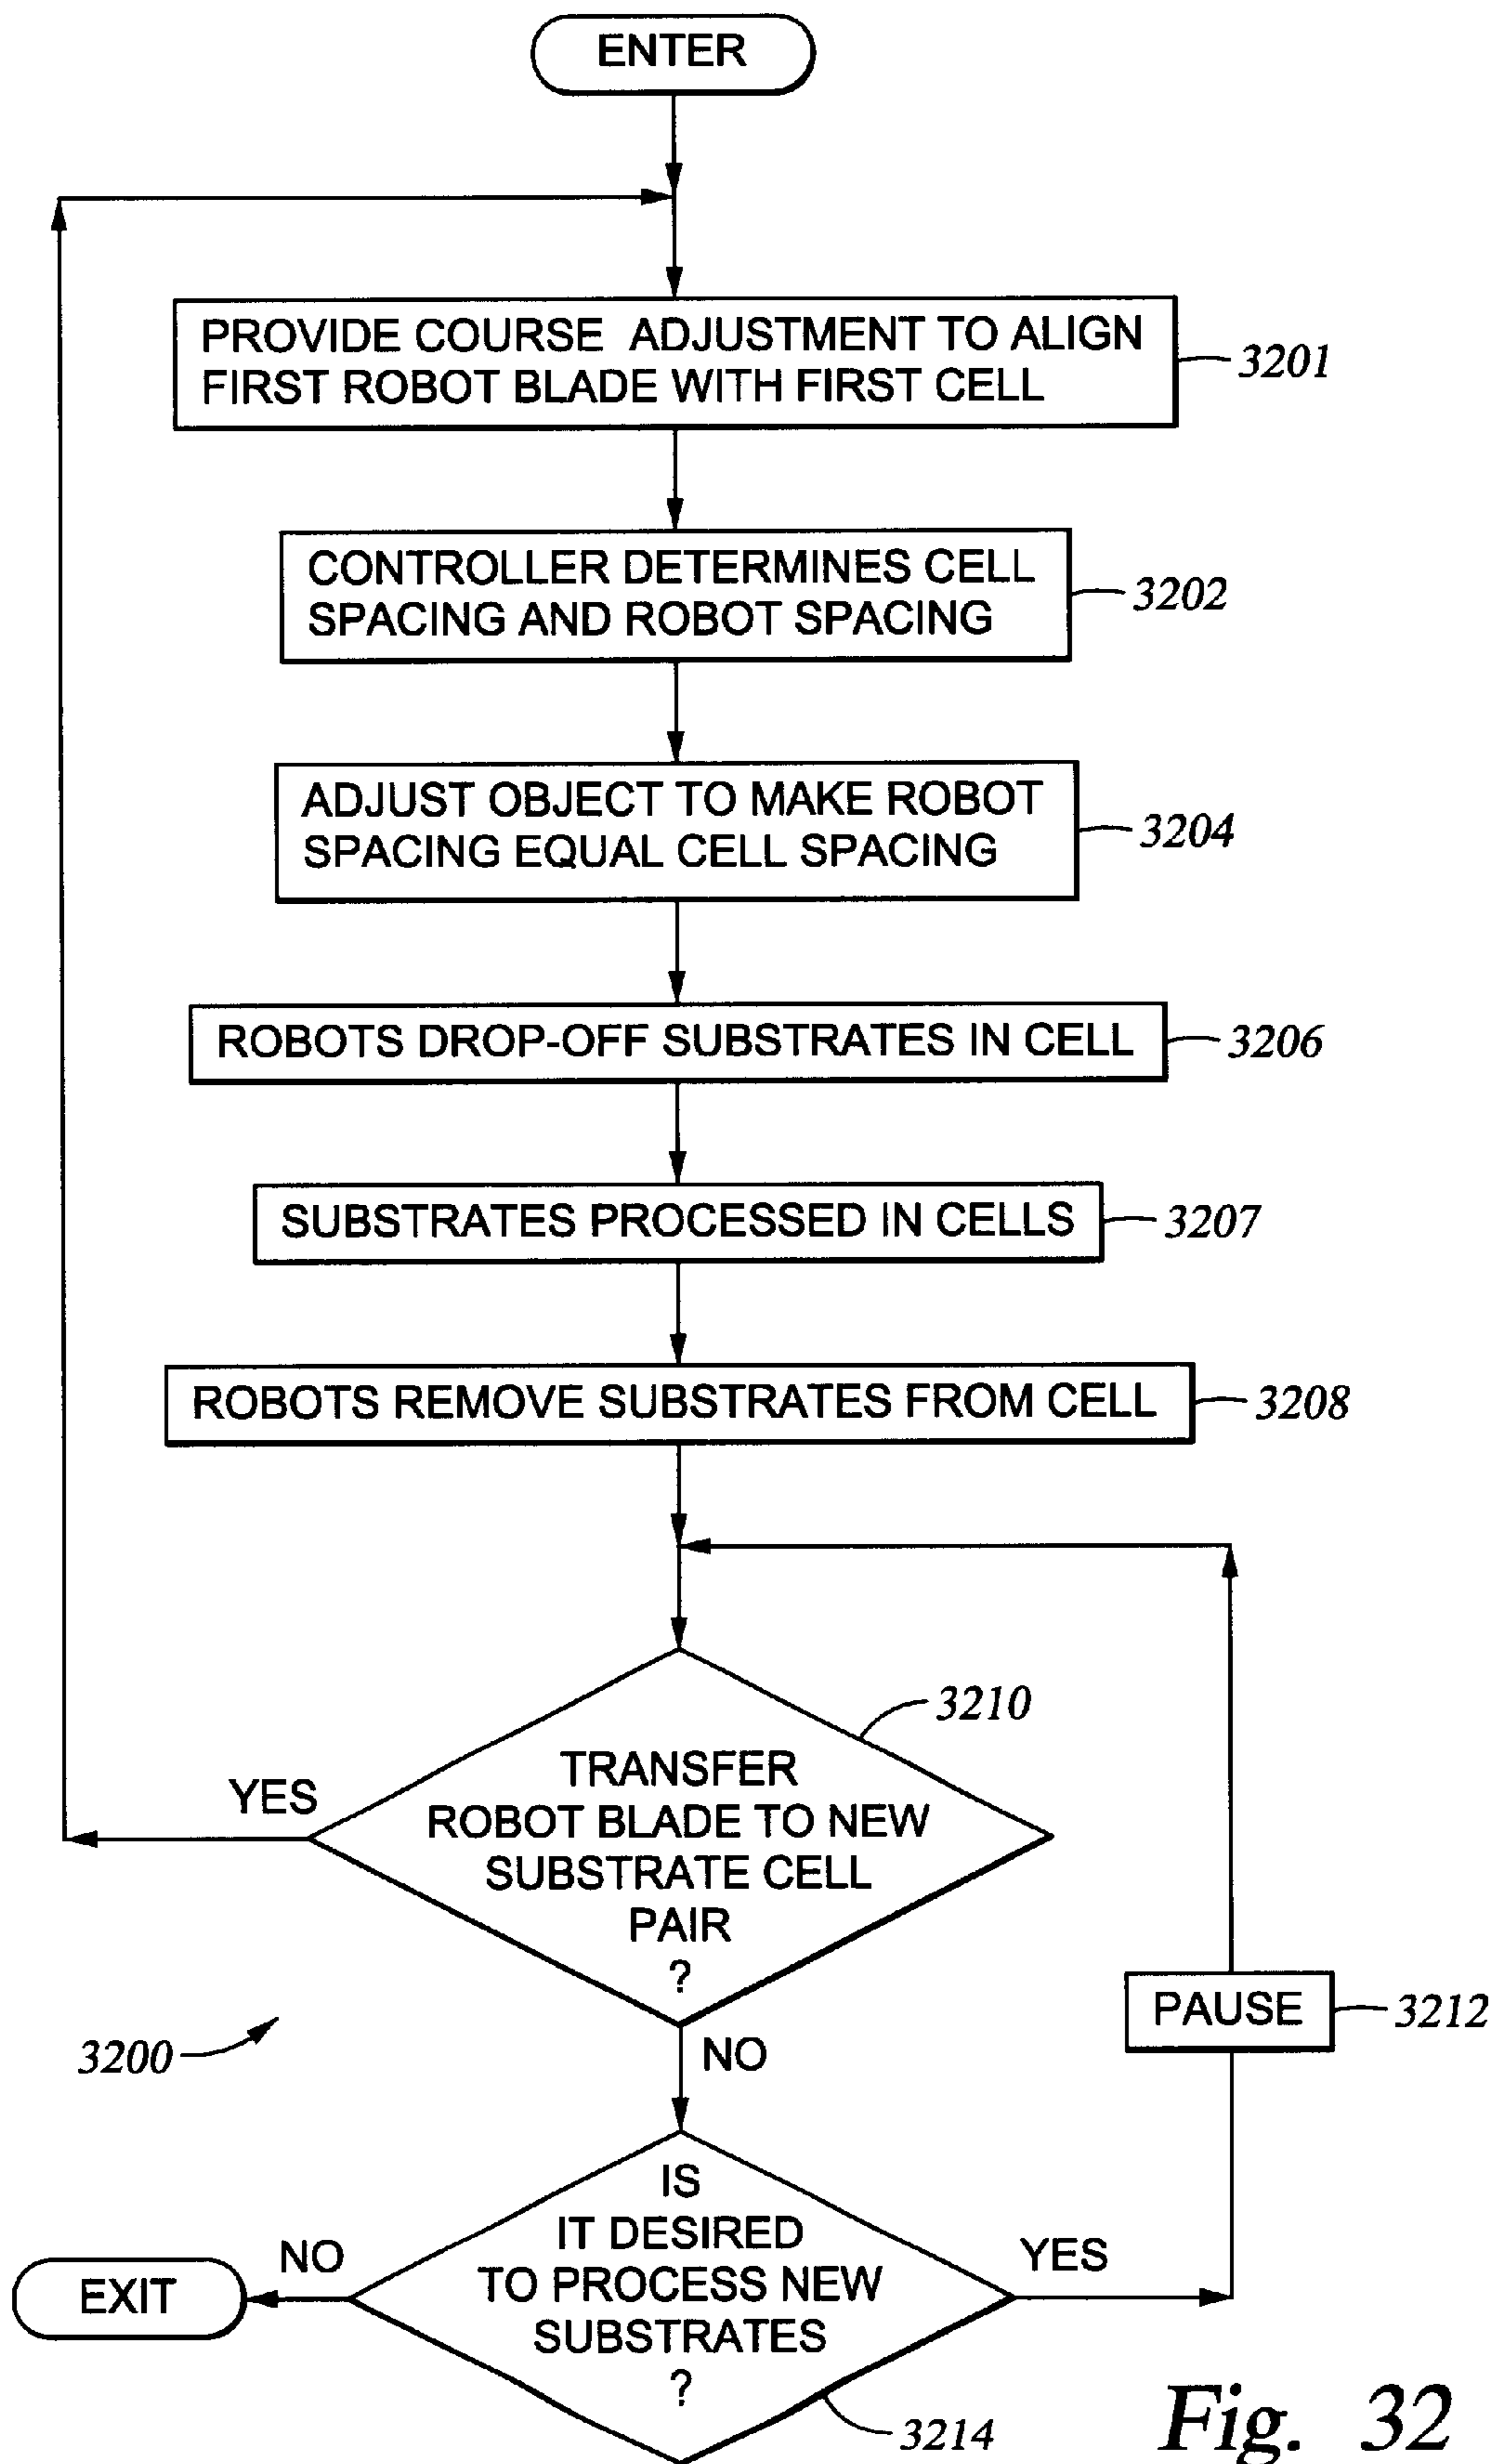 ENTER
PROVIDE COURSE ADJUSTMENT TO ALIGN
FIRST ROBOT BLADE WITH FIRST CELL
3201
CONTROLLER DETERMINES CELL
SPACING AND ROBOT SPACING
3202
ADJUST OBJECT TO MAKE ROBOT
SPACING EQUAL CELL SPACING
3204
ROBOTS DROP-OFF SUBSTRATES IN CELL
3206
SUBSTRATES PROCESSED IN CELLS
3207
ROBOTS REMOVE SUBSTRATES FROM CELL
3208
3210
TRANSFER
ROBOT BLADE TO NEW
SUBSTRATE CELL
PAIR
?
YES
NO
PAUSE
3212
3200
IS
IT DESIRED
TO PROCESS NEW
SUBSTRATES
?
NO
YES
EXIT
3214
Fig. 32